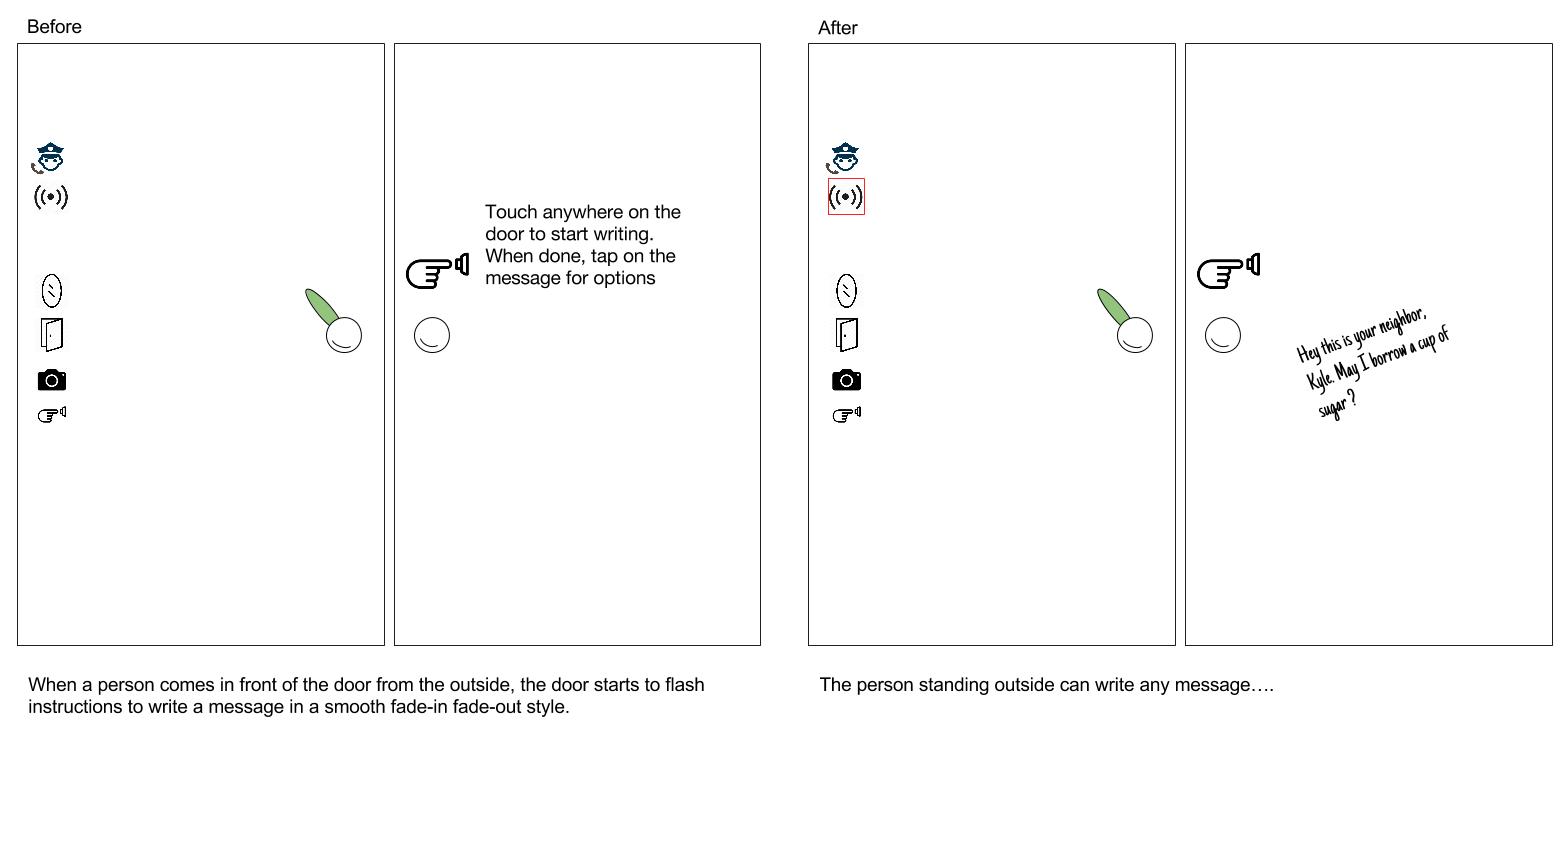 Before
Touch anywhere on the
door to start writing.
When done, tap on the
message for options
When a person comes in front of the door from the outside, the door starts to flash
instructions to write a message in a smooth fade-in fade-out style.
After
Hey this is your neighbor,
Kyle. May I borrow a cup of
sugar ?
The person standing outside can write any message….